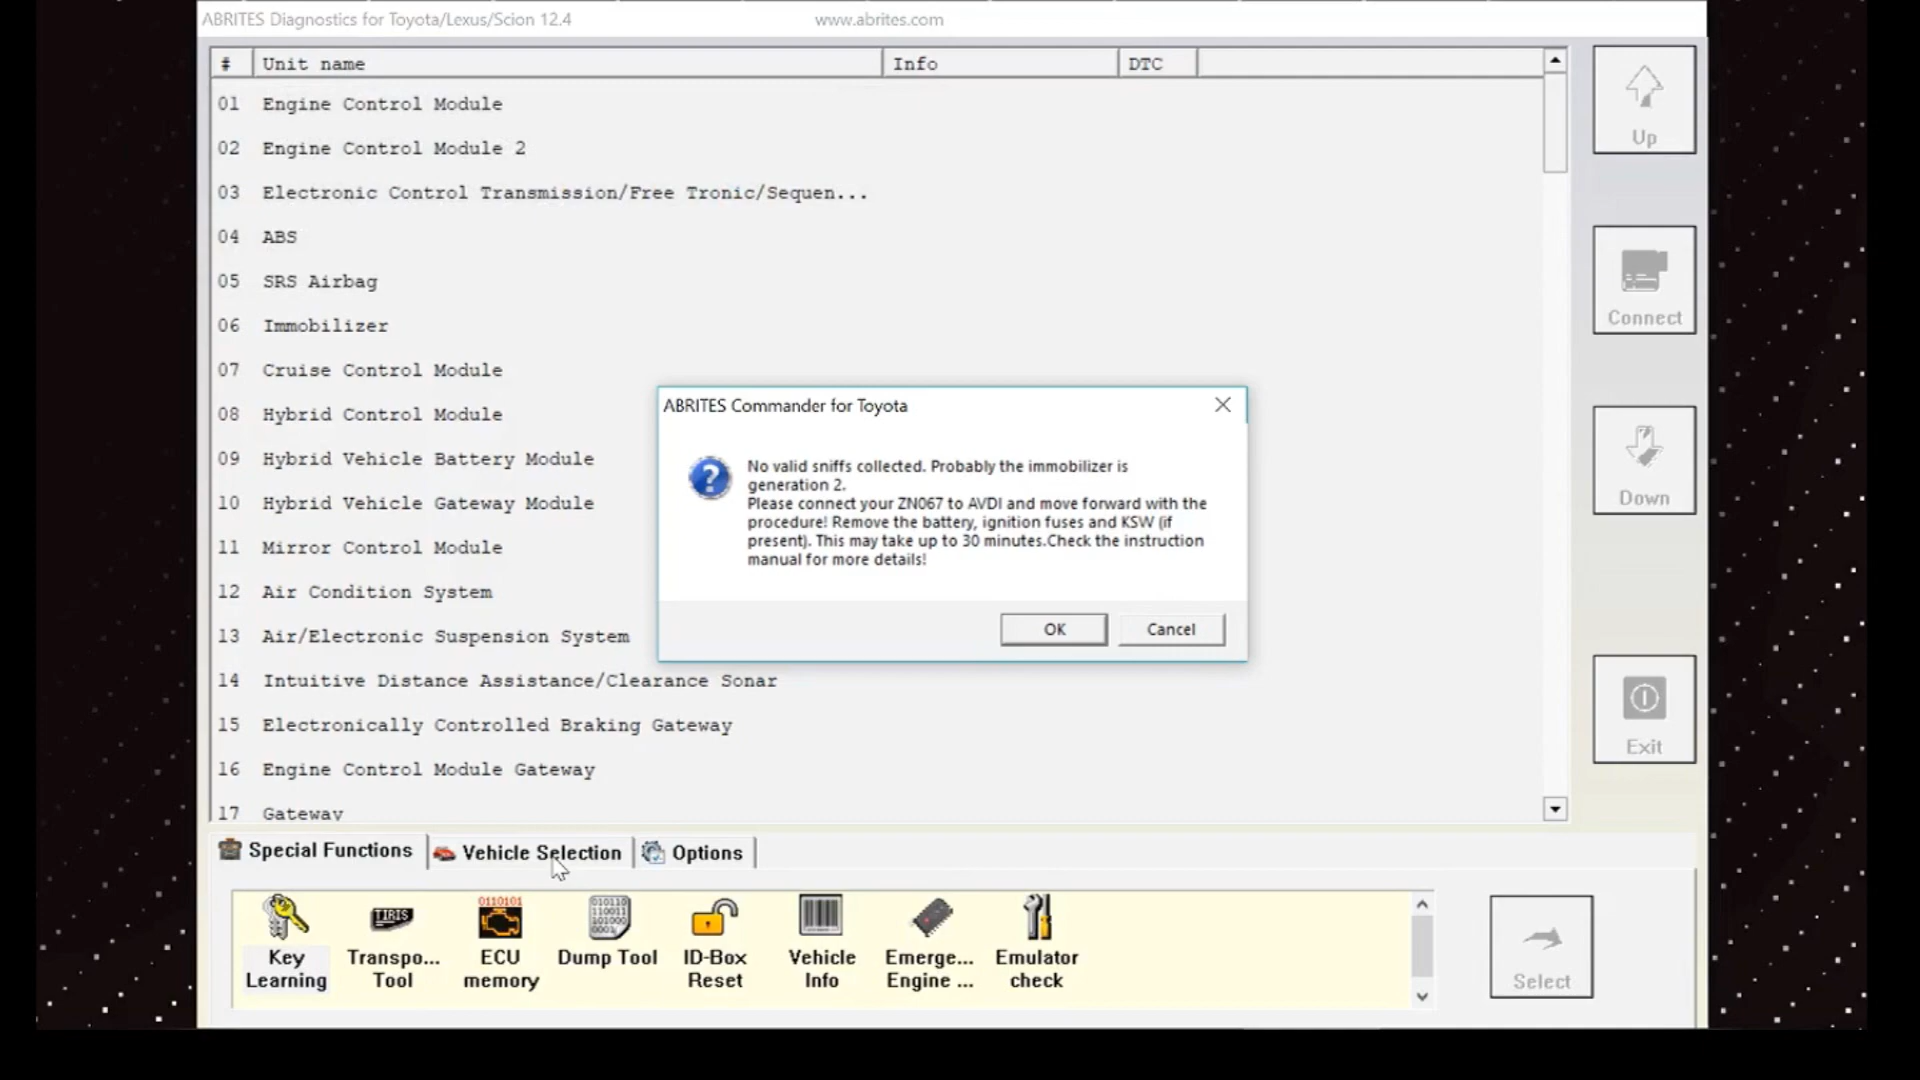 ABRITES Diagnostics for Toyota/Lexus/Scion 12.4 www.abrites.com
# Unit name Info DTC
01 Engine Control Module
02 Engine Control Module 2
03 Electronic Control Transmission/Free Tronic/Sequen...
04 ABS
05 SRS Airbag
06 Immobilizer
07 Cruise Control Module
08 Hybrid Control Module
09 Hybrid Vehicle Battery Module
10 Hybrid Vehicle Gateway Module
11 Mirror Control Module
12 Air Condition System
13 Air/Electronic Suspension System
14 Intuitive Distance Assistance/Clearance Sonar
15 Electronically Controlled Braking Gateway
16 Engine Control Module Gateway
17 Gateway
Up
Connect
Down
Exit
ABRITES Commander for Toyota
No valid sniffs collected. Probably the immobilizer is
generation 2.
Please connect your ZN067 to AVDI and move forward with the
procedure! Remove the battery, ignition fuses and KSW (if
present). This may take up to 30 minutes.Check the instruction
manual for more details!
OK Cancel
Special Functions Vehicle Selection Options
TIRIS
0110101
010110
110011
101000
0001
Key
Learning
Transpo...
Tool
ECU
memory
Dump Tool
ID-Box
Reset
Vehicle
Info
Emerge...
Engine ...
Emulator
check
Select